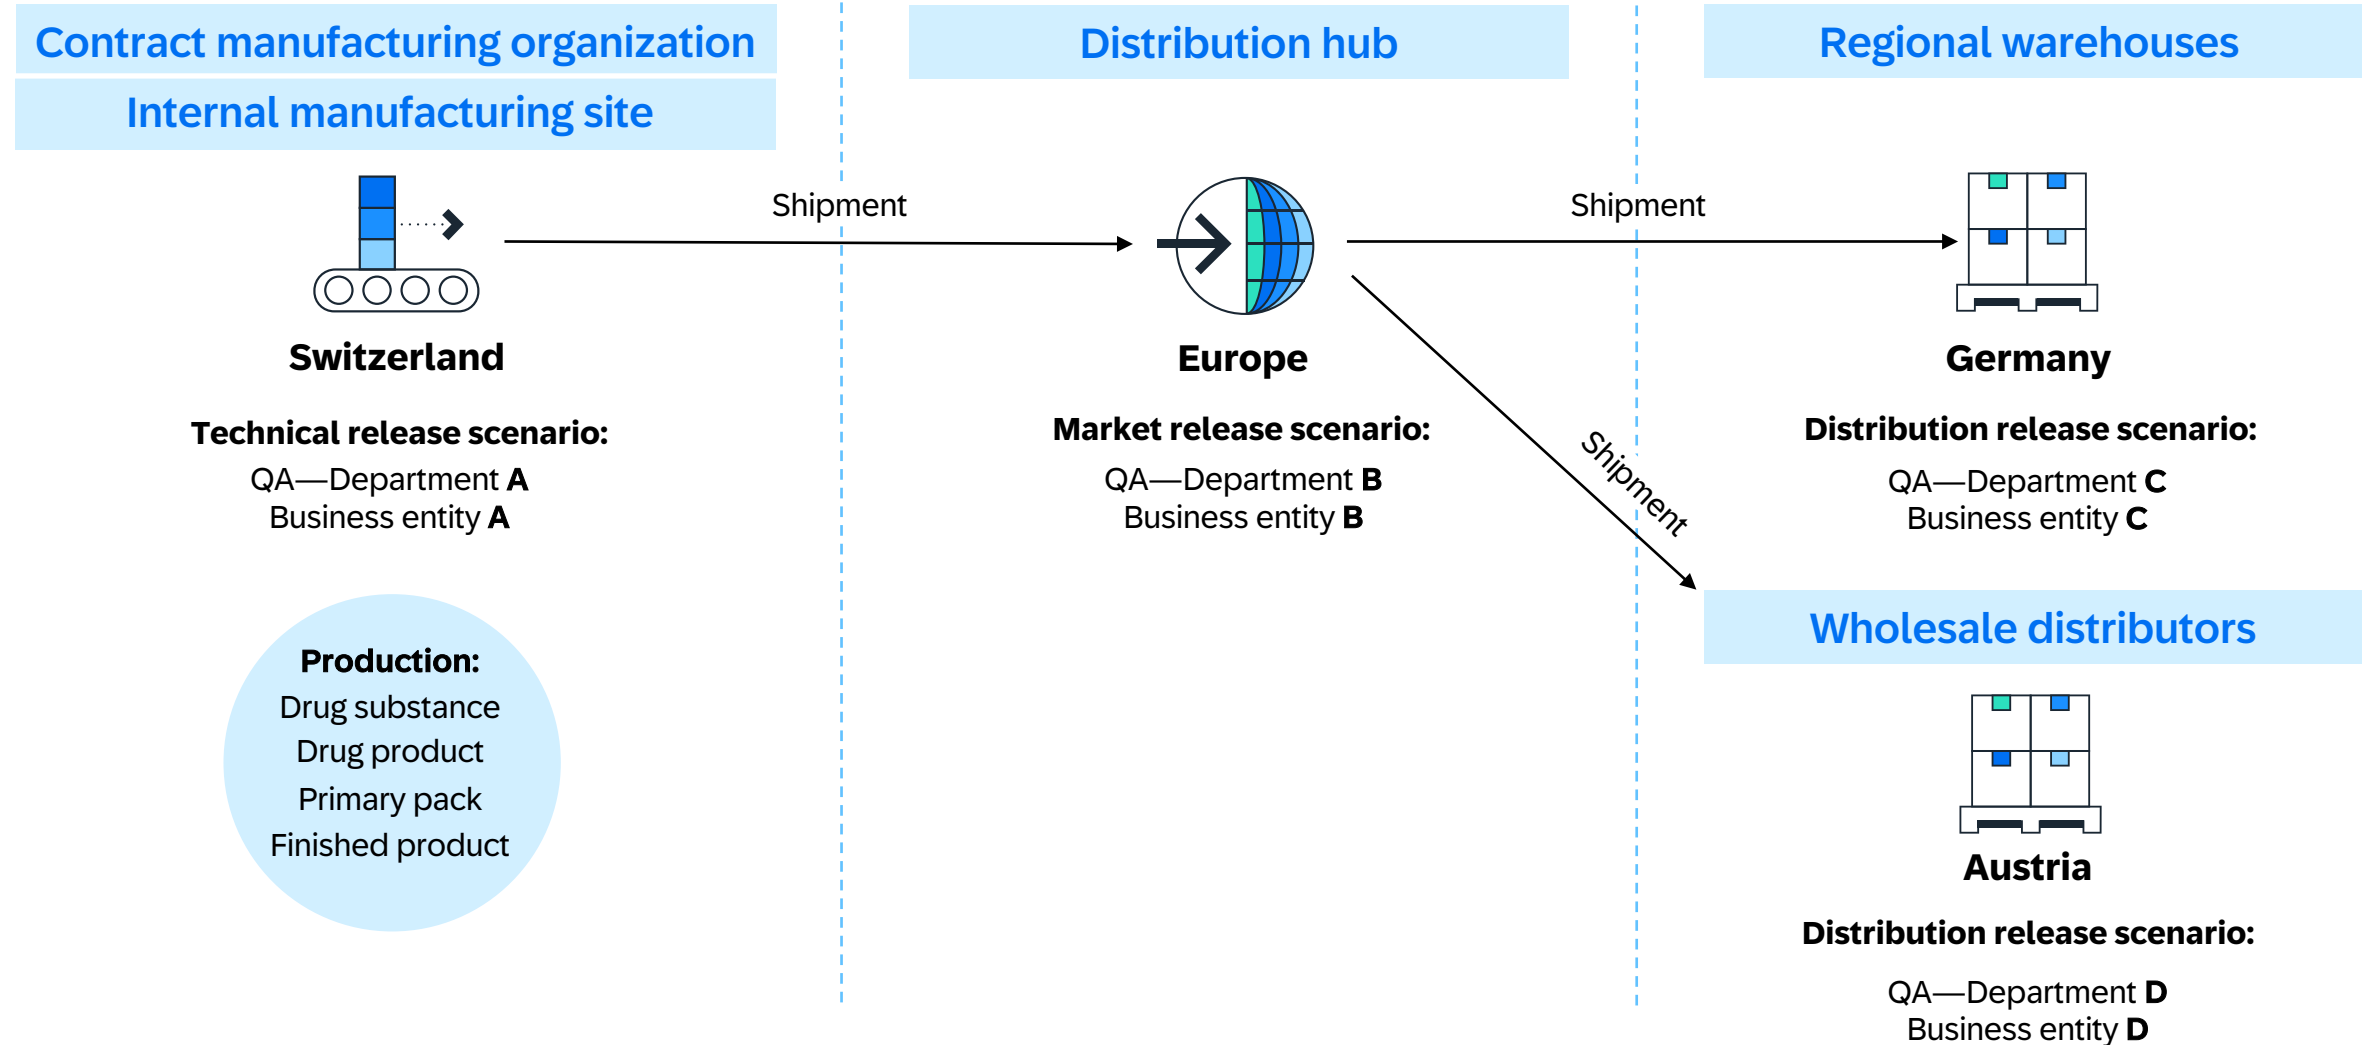 Contract manufacturing organization
Internal manufacturing site
Shipment
Switzerland
Technical release scenario:
QA—Department A
Business entity A
Production:
Drug substance
Drug product
Primary pack
Finished product
Distribution hub
Europe
Market release scenario:
QA—Department B
Business entity B
Shipment
Shipment
Regional warehouses
Germany
Distribution release scenario:
QA—Department C
Business entity C
Wholesale distributors
Austria
Distribution release scenario:
QA—Department D
Business entity D